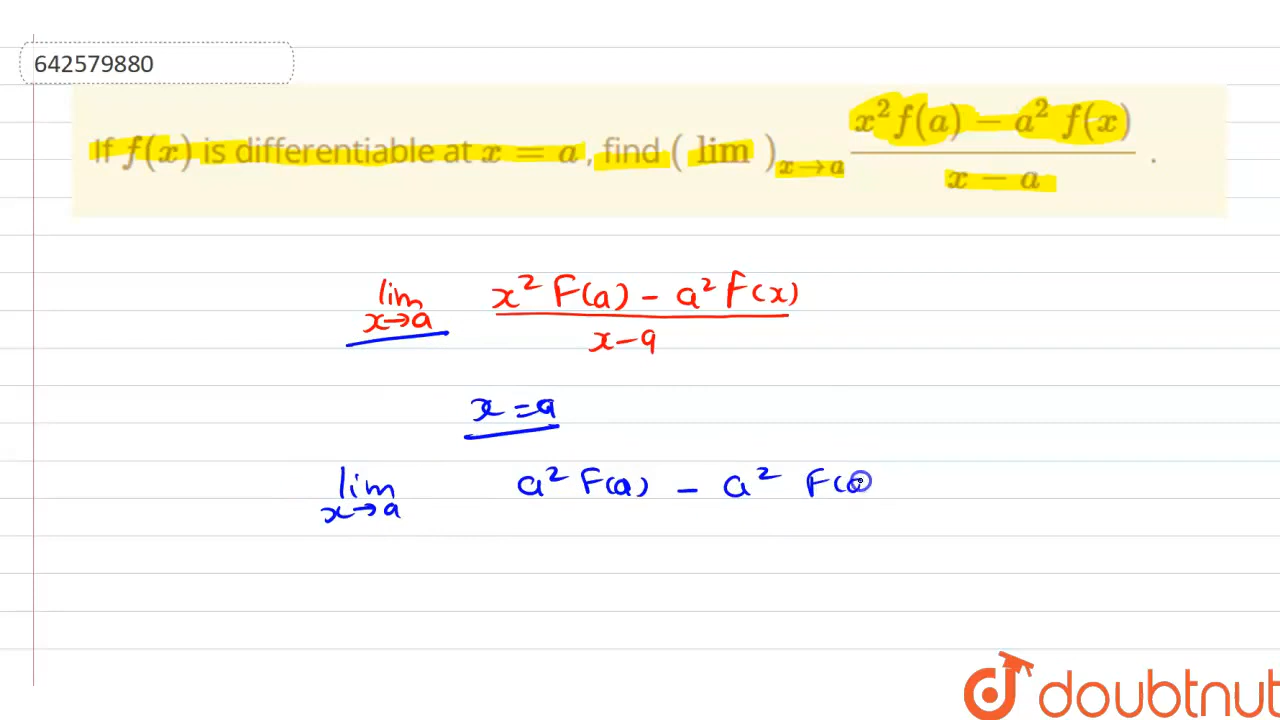 642579880
If f(x) is differentiable at x = a, find (lim)ₓ→ₐ (x²f(a) − a² f(x))/(x − a) .
lim x→a (x² F(a) − a² F(x))/(x − a)
x = a
lim x→a a² F(a) − a² F(a
doubtnut